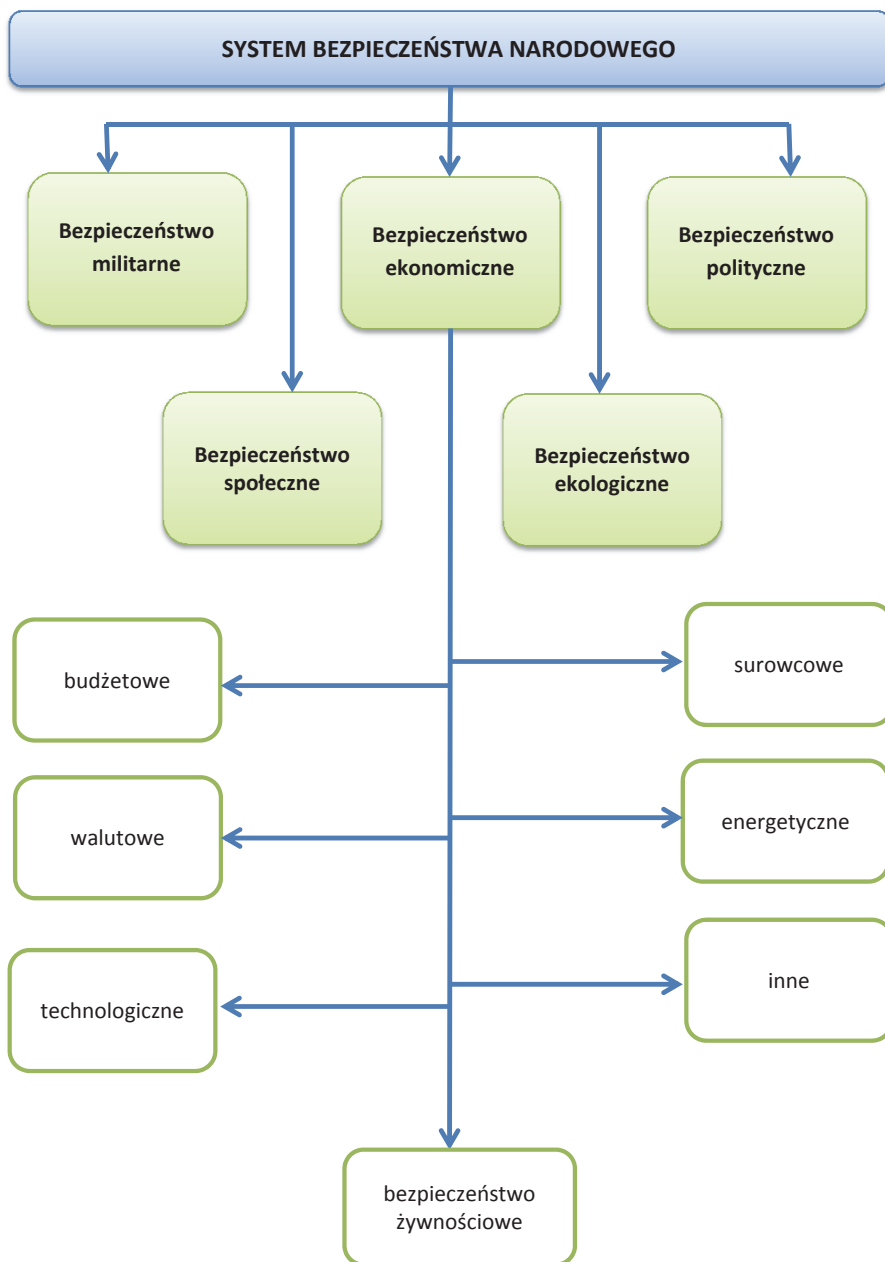 SYSTEM BEZPIECZEŃSTWA NARODOWEGO
Bezpieczeństwo
militarne
Bezpieczeństwo
ekonomiczne
Bezpieczeństwo
polityczne
Bezpieczeństwo
społeczne
Bezpieczeństwo
ekologiczne
budżetowe
surowcowe
walutowe
energetyczne
technologiczne
inne
bezpieczeństwo
żywnościowe